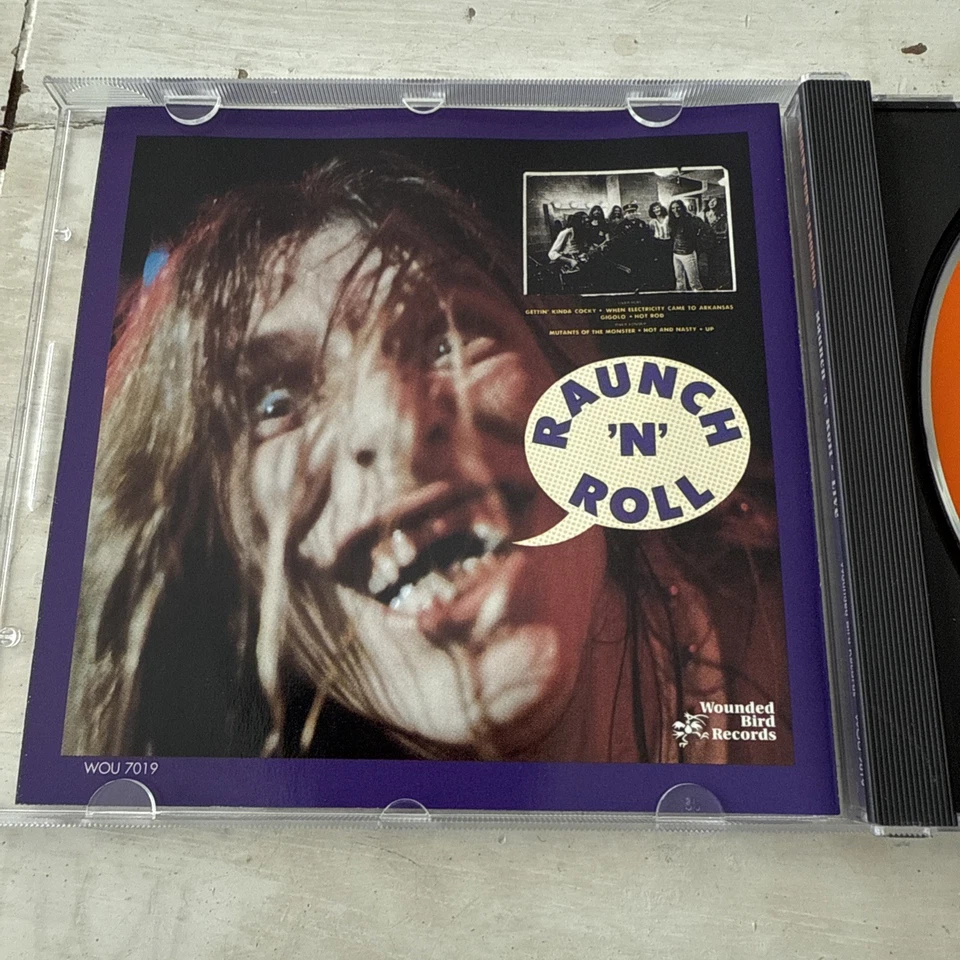 GETTIN' KINDA COCKY • WHEN ELECTRICITY CAME TO ARKANSAS
GIGOLO • HOT ROD
MUTANTS OF THE MONSTER • HOT AND NASTY • UP
RAUNCH
'N'
ROLL
Wounded
Bird
Records
WOU 7019